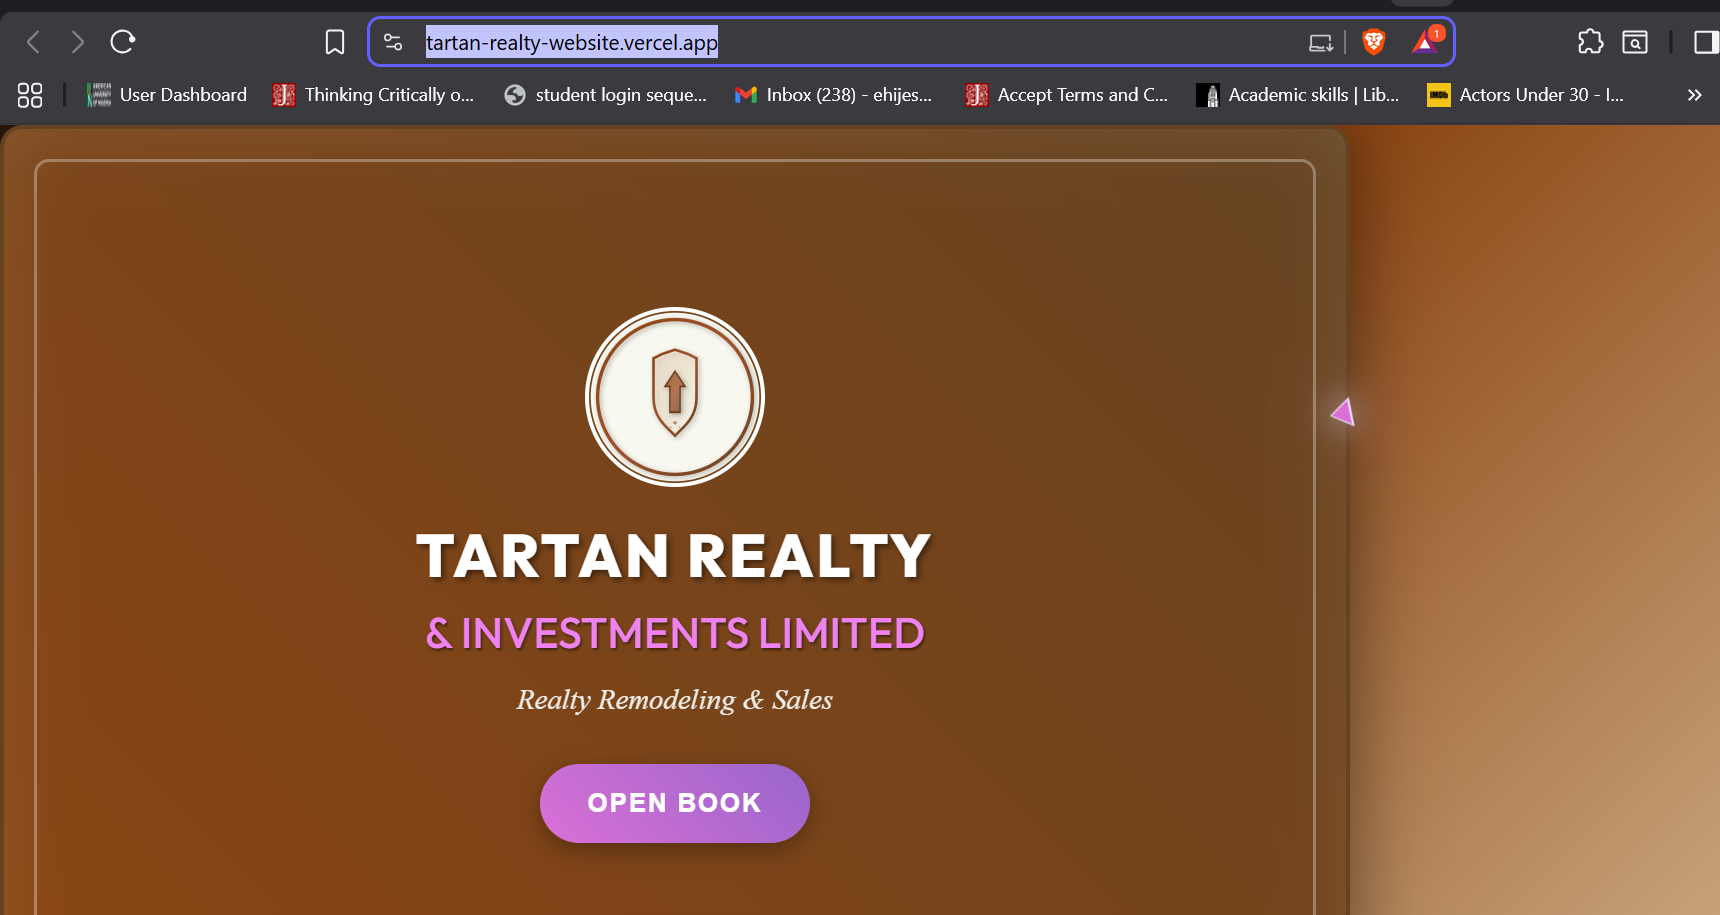 tartan-realty-website.vercel.app
1
User Dashboard
Thinking Critically o...
student login seque...
Inbox (238) - ehijes...
Accept Terms and C...
Academic skills | Lib...
Actors Under 30 - I...
TARTAN REALTY
& INVESTMENTS LIMITED
Realty Remodeling & Sales
OPEN BOOK